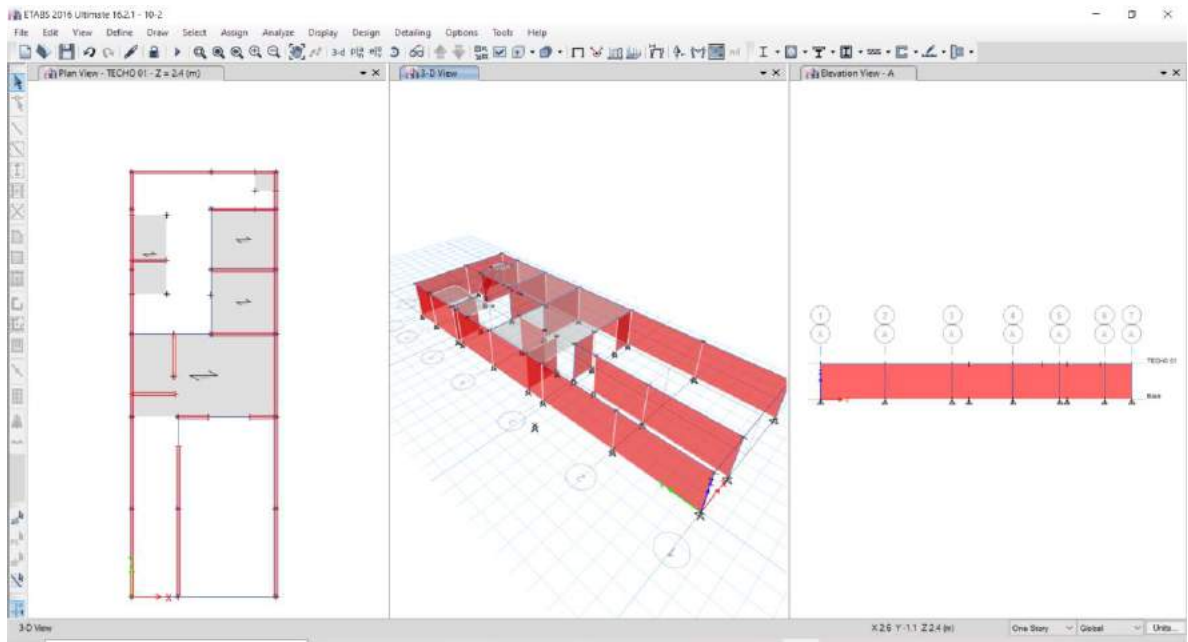 ETABS 2016 Ultimate 16.2.1 - 10-2
File Edit View Define Draw Select Assign Analyze Display Design Detailing Options Tools Help
3-d
Plan View - TECHO 01 - Z = 2.4 (m)
3-D View
Elevation View - A
X
1 2 3 4 5 6 7
A A A A A A A
TECHO 01
Base
3-D View
X 2.6 Y -1.1 Z 2.4 (m)
One Story
Global
Units...